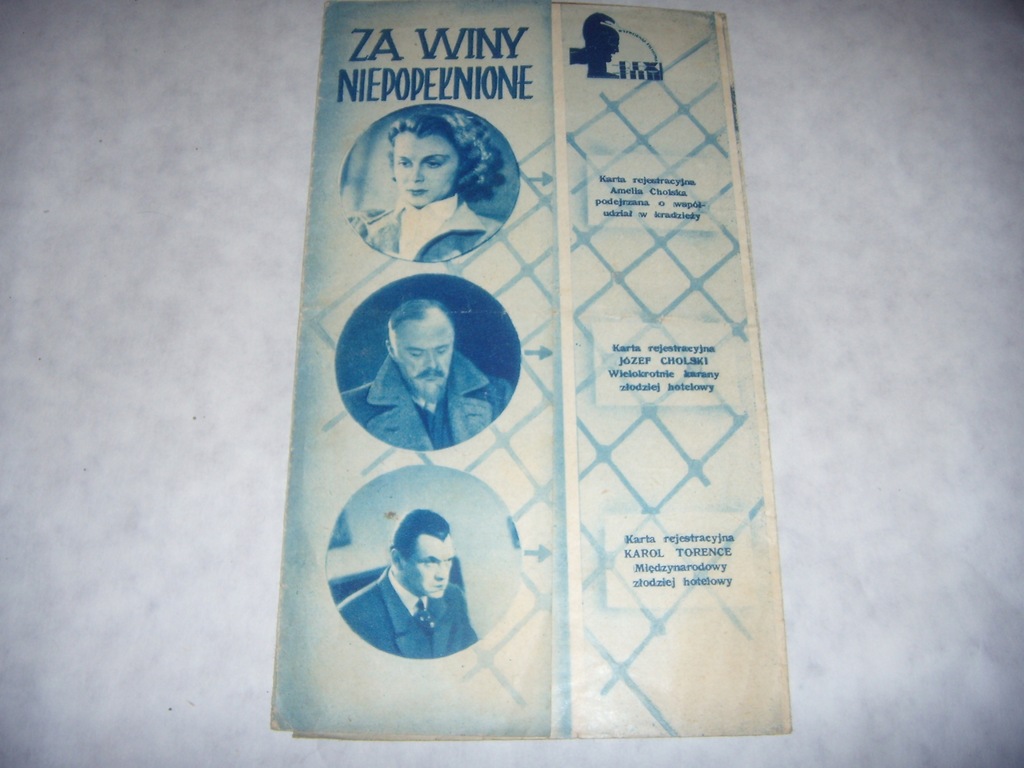 ZA WINY
NIEPOPEŁNIONE
Karta rejestracyjna
Amelia Cholska
podejrzana o współ-
udział w kradzieży
Karta rejestracyjna
JÓZEF CHOLSKI
Wielokrotnie karany
złodziej hotelowy
Karta rejestracyjna
KAROL TORENCE
Międzynarodowy
złodziej hotelowy